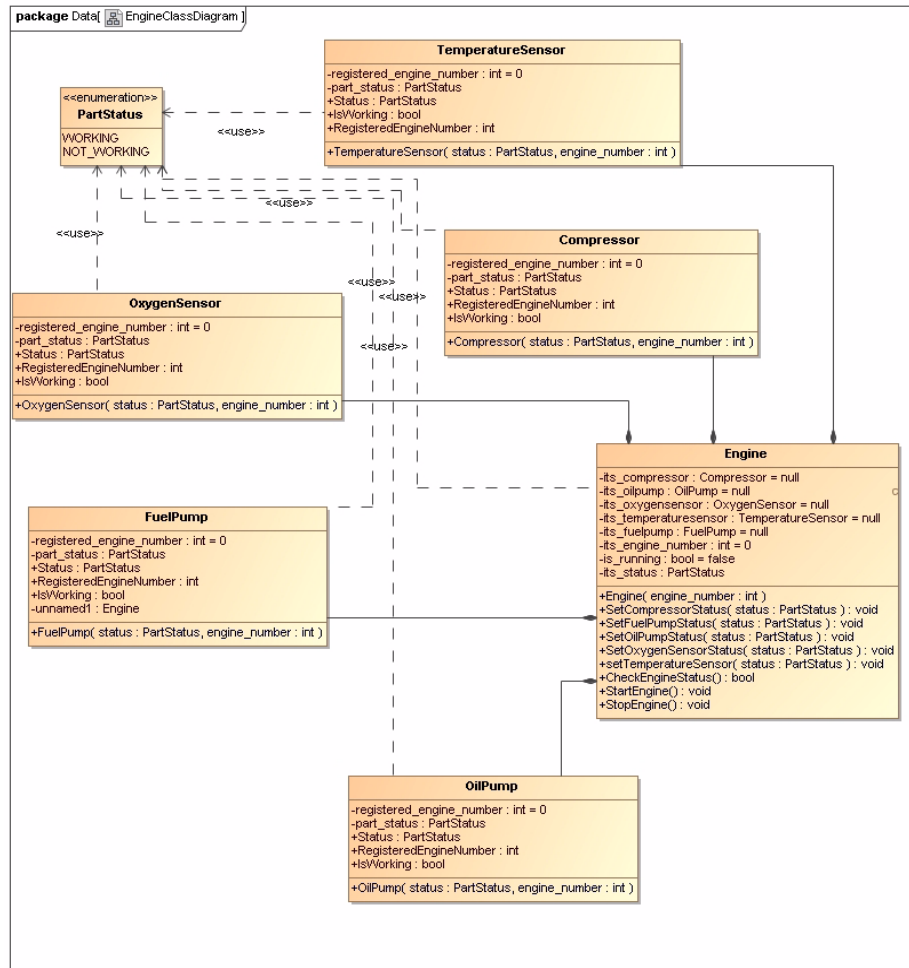 package Data[ EngineClassDiagram ]
TemperatureSensor
-registered_engine_number : int = 0
-part_status : PartStatus
+Status : PartStatus
+IsWorking : bool
+RegisteredEngineNumber : int
+TemperatureSensor( status : PartStatus, engine_number : int )
<<enumeration>>
PartStatus
WORKING
NOT_WORKING
<<use>>
<<use>>
<<use>>
Compressor
-registered_engine_number : int = 0
-part_status : PartStatus
+Status : PartStatus
+RegisteredEngineNumber : int
+IsWorking : bool
+Compressor( status : PartStatus, engine_number : int )
OxygenSensor
-registered_engine_number : int = 0
-part_status : PartStatus
+Status : PartStatus
+RegisteredEngineNumber : int
+IsWorking : bool
+OxygenSensor( status : PartStatus, engine_number : int )
<<use>>
<<use>>
<<use>>
Engine
-its_compressor : Compressor = null
-its_oilpump : OilPump = null
-its_oxygensensor : OxygenSensor = null
-its_temperaturesensor : TemperatureSensor = null
-its_fuelpump : FuelPump = null
-its_engine_number : int = 0
-is_running : bool = false
-its_status : PartStatus
+Engine( engine_number : int )
+SetCompressorStatus( status : PartStatus ) : void
+SetFuelPumpStatus( status : PartStatus ) : void
+SetOilPumpStatus( status : PartStatus ) : void
+SetOxygenSensorStatus( status : PartStatus ) : void
+setTemperatureSensor( status : PartStatus ) : void
+CheckEngineStatus() : bool
+StartEngine() : void
+StopEngine() : void
FuelPump
-registered_engine_number : int = 0
-part_status : PartStatus
+Status : PartStatus
+RegisteredEngineNumber : int
+IsWorking : bool
-unnamed1 : Engine
+FuelPump( status : PartStatus, engine_number : int )
OilPump
-registered_engine_number : int = 0
-part_status : PartStatus
+Status : PartStatus
+RegisteredEngineNumber : int
+IsWorking : bool
+OilPump( status : PartStatus, engine_number : int )